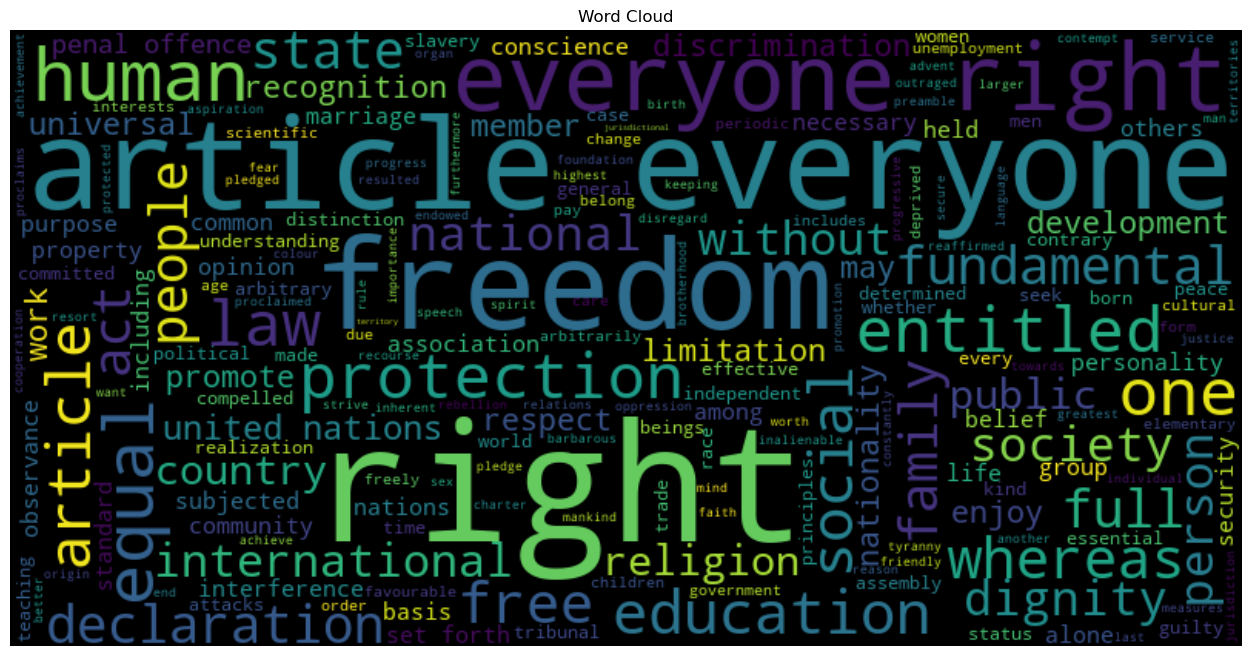 Word Cloud
penal offence
state
slavery
organ
conscience
discrimination
women
unemployment
contempt
service
achievement
human
recognition
everyone right
advent
outraged
larger
preamble
territories
interests
aspiration
birth
universal
scientific
marriage
member
case
jurisdictional
change
periodic
necessary
held
men
others
man
article everyone
proclaims
protected
fear
pledged
progress
resulted
furthermore
foundation
highest
general
belong
keeping
progressive
deprived
secure
language
purpose
people
common
distinction
endowed
pay
disregard
includes
development
property
understanding
colour
national
without
reaffirmed
contrary
committed
opinion
age
arbitrary
importance
freedom
may
fundamental
including
proclaimed
rule
territory
speech
spirit
care
brotherhood
promotion
determined
whether
seek
born
peace
cultural
work
resort
act
law
due
association
arbitrarily
entitled
form
justice
cooperation
article
political
made
recourse
limitation
every
towards
personality
want
promote
compelled
protection
effective
independent
social
family
public
one
strive
inherent
rebellion
relations
oppression
among
worth
belief
greatest
elementary
observance
equal
united nations
respect
beings
race
inalienable
nationality
constantly
society
realization
world
barbarous
country
right
pledge
mind
trade
principles
life
group
individual
person
security
standard
subjected
freely
sex
nations
charter
mankind
faith
kind
enjoy
full
community
time
achieve
essential
another
teaching
origin
international
religion
tyranny
friendly
whereas
better
end
interference
favourable
children
government
reason
assembly
dignity
measures
jurisdiction
attacks
order
basis
free
education
declaration
set forth
tribunal
status
alone
last
guilty